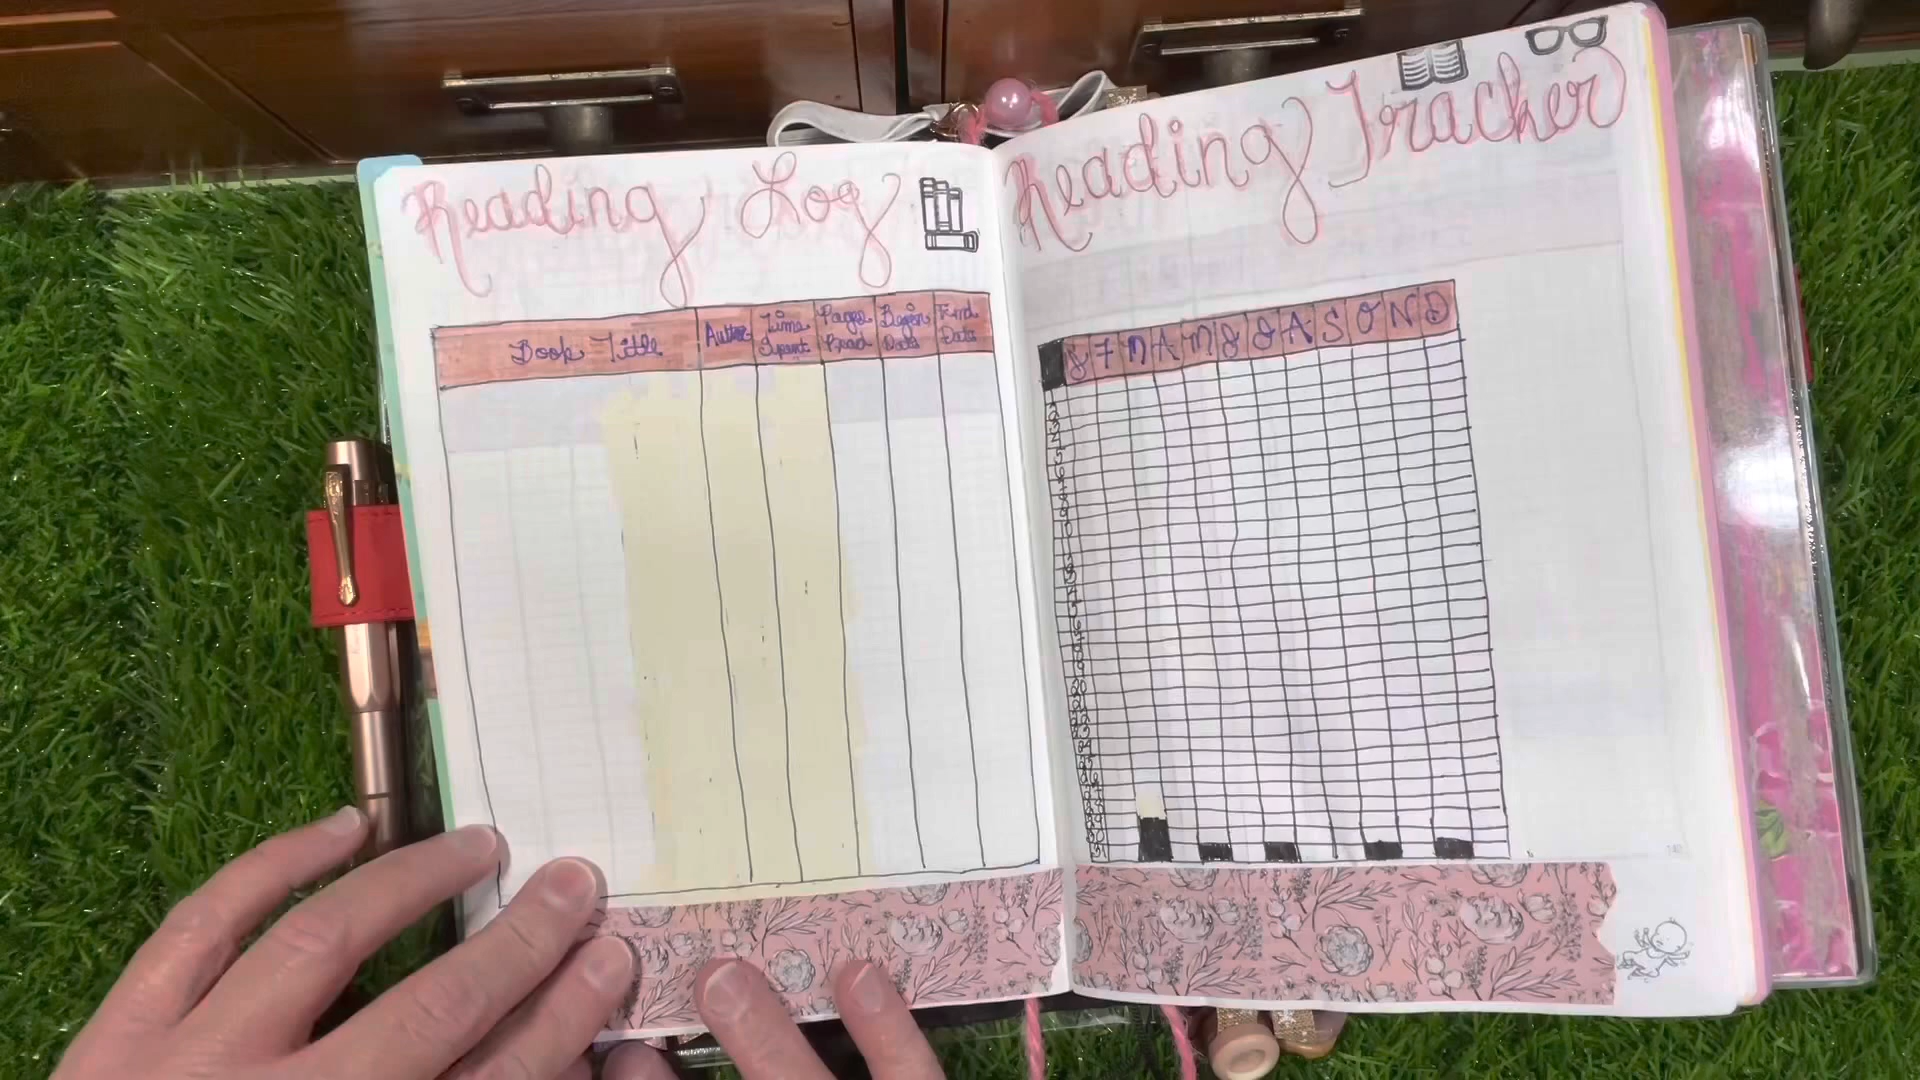 Reading Log
Book Title Author Time Spent Pages Read Begin Date End Date
Reading Tracker
J F M A M J J A S O N D